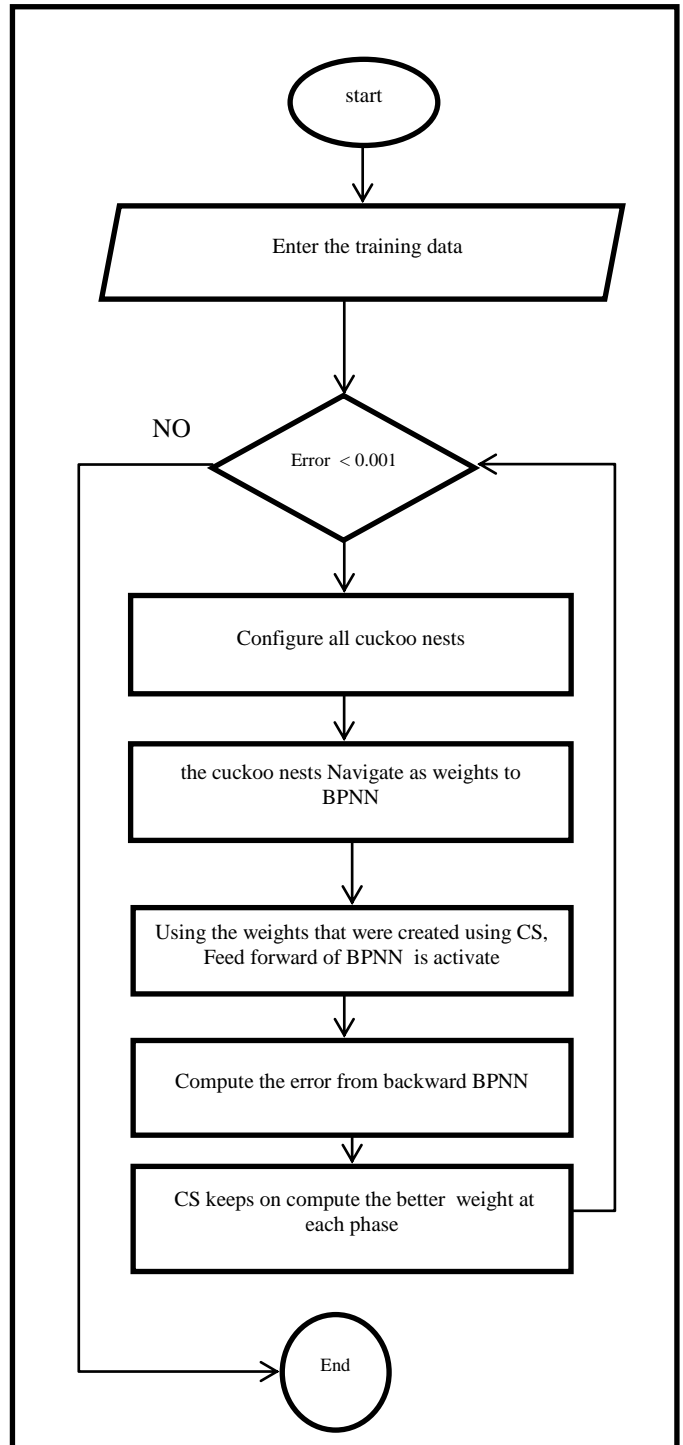 start
Enter the training data
NO
Error < 0.001
Configure all cuckoo nests
the cuckoo nests Navigate as weights to
BPNN
Using the weights that were created using CS,
Feed forward of BPNN is activate
Compute the error from backward BPNN
CS keeps on compute the better weight at
each phase
End